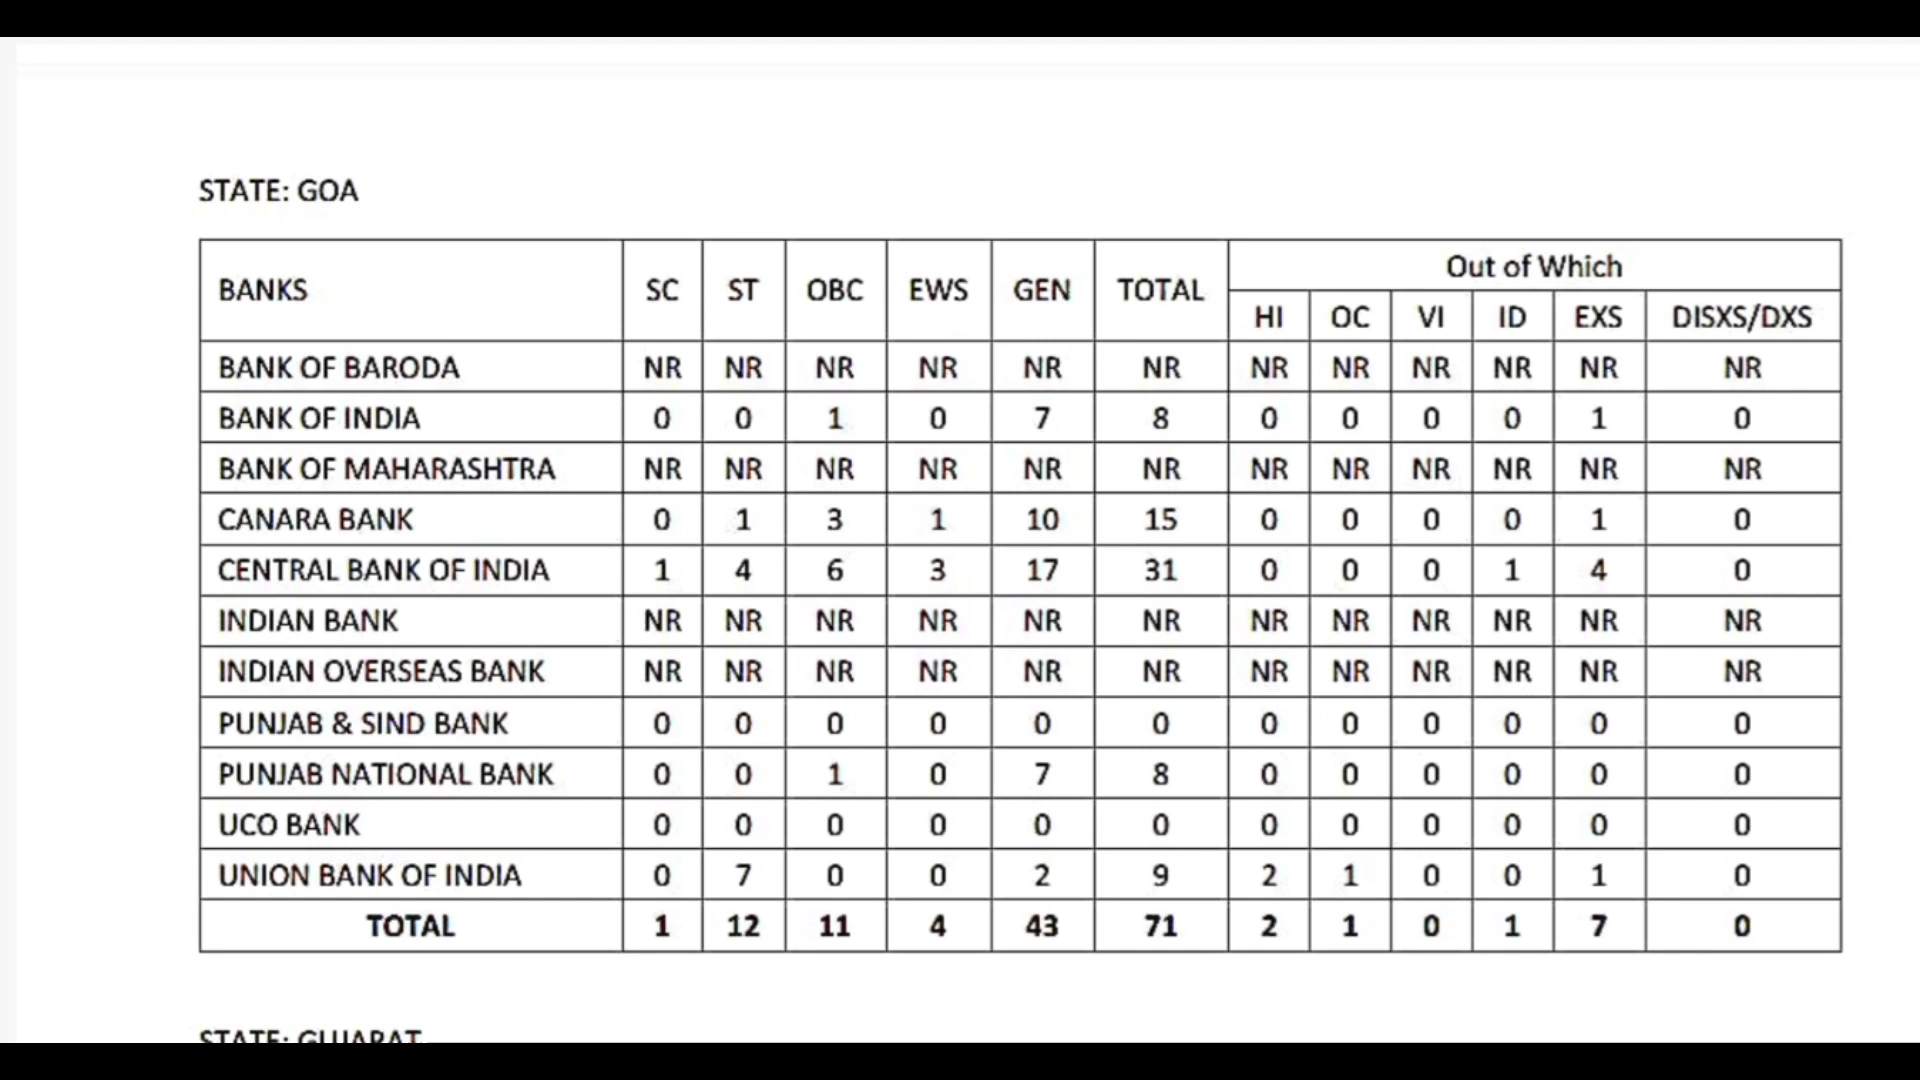 STATE: GOA
BANKS SC ST OBC EWS GEN TOTAL Out of Which
HI OC VI ID EXS DISXS/DXS
BANK OF BARODA NR NR NR NR NR NR NR NR NR NR NR NR
BANK OF INDIA 0 0 1 0 7 8 0 0 0 0 1 0
BANK OF MAHARASHTRA NR NR NR NR NR NR NR NR NR NR NR NR
CANARA BANK 0 1 3 1 10 15 0 0 0 0 1 0
CENTRAL BANK OF INDIA 1 4 6 3 17 31 0 0 0 1 4 0
INDIAN BANK NR NR NR NR NR NR NR NR NR NR NR NR
INDIAN OVERSEAS BANK NR NR NR NR NR NR NR NR NR NR NR NR
PUNJAB & SIND BANK 0 0 0 0 0 0 0 0 0 0 0 0
PUNJAB NATIONAL BANK 0 0 1 0 7 8 0 0 0 0 0 0
UCO BANK 0 0 0 0 0 0 0 0 0 0 0 0
UNION BANK OF INDIA 0 7 0 0 2 9 2 1 0 0 1 0
TOTAL 1 12 11 4 43 71 2 1 0 1 7 0
STATE: GUJARAT